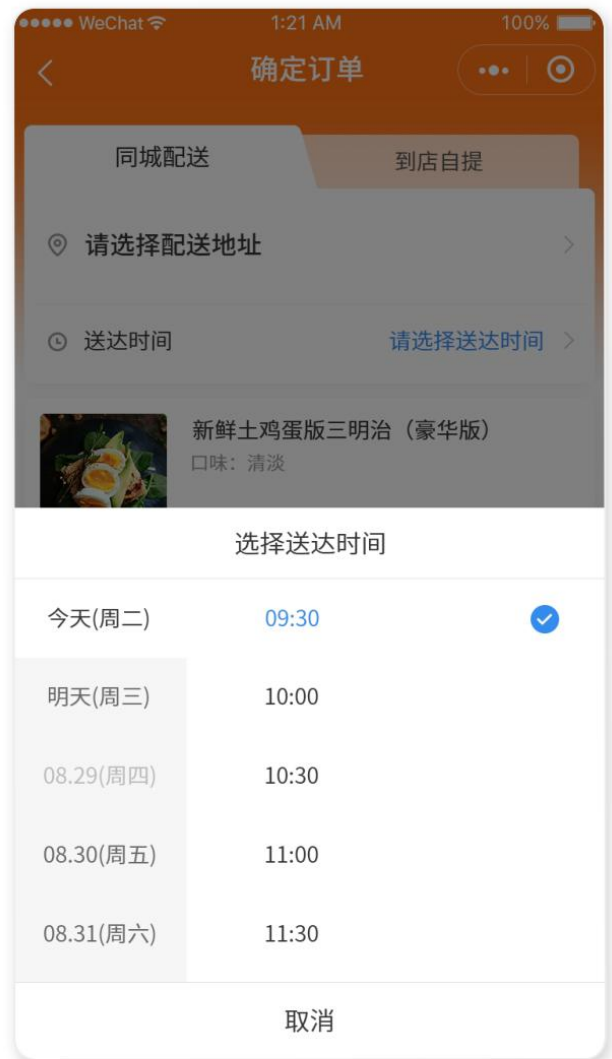 WeChat 1:21 AM 100%
确定订单
同城配送 到店自提
请选择配送地址
送达时间 请选择送达时间
新鲜土鸡蛋版三明治（豪华版）
口味：清淡
选择送达时间
今天(周二) 09:30
明天(周三) 10:00
08.29(周四) 10:30
08.30(周五) 11:00
08.31(周六) 11:30
取消